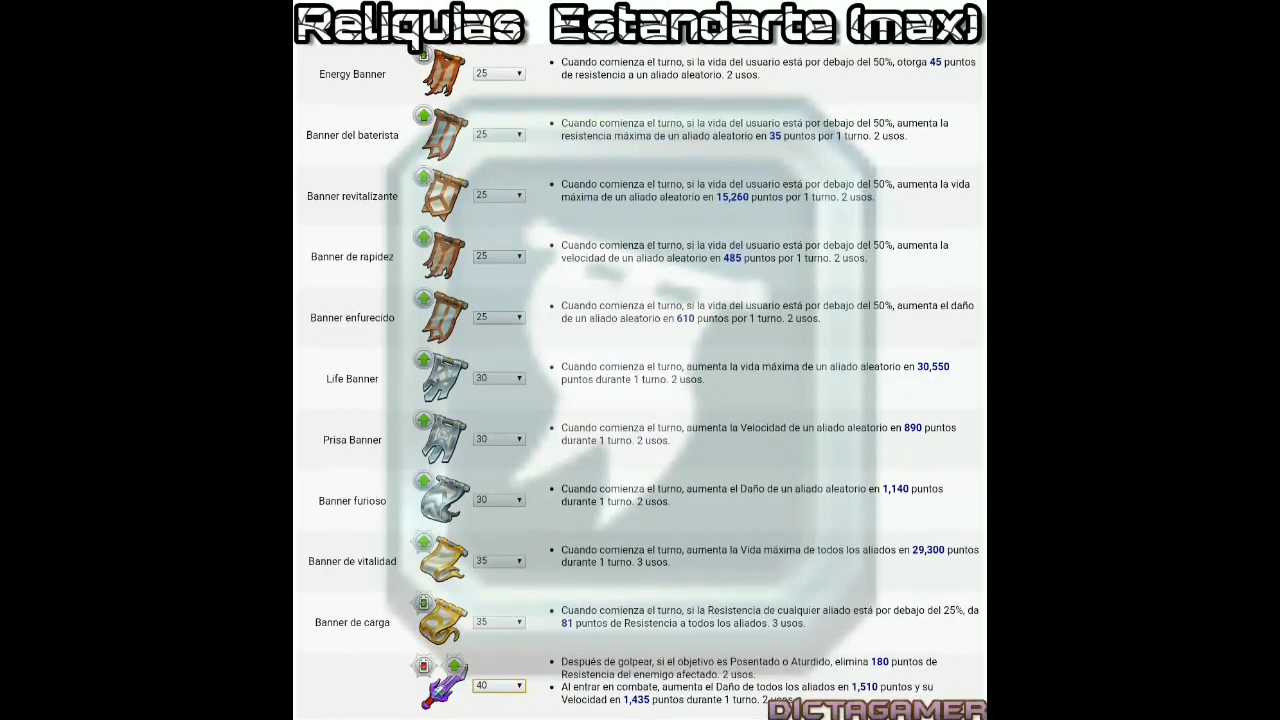 Reliquias Estandarte (max)
Energy Banner
25
• Cuando comienza el turno, si la vida del usuario está por debajo del 50%, otorga 45 puntos
de resistencia a un aliado aleatorio. 2 usos.
Banner del baterista
25
• Cuando comienza el turno, si la vida del usuario está por debajo del 50%, aumenta la
resistencia máxima de un aliado aleatorio en 35 puntos por 1 turno. 2 usos.
Banner revitalizante
25
• Cuando comienza el turno, si la vida del usuario está por debajo del 50%, aumenta la vida
máxima de un aliado aleatorio en 15,260 puntos por 1 turno. 2 usos.
Banner de rapidez
25
• Cuando comienza el turno, si la vida del usuario está por debajo del 50%, aumenta la
velocidad de un aliado aleatorio en 485 puntos por 1 turno. 2 usos.
Banner enfurecido
25
• Cuando comienza el turno, si la vida del usuario está por debajo del 50%, aumenta el daño
de un aliado aleatorio en 610 puntos por 1 turno. 2 usos.
Life Banner
30
• Cuando comienza el turno, aumenta la vida máxima de un aliado aleatorio en 30,550
puntos durante 1 turno. 2 usos.
Prisa Banner
30
• Cuando comienza el turno, aumenta la Velocidad de un aliado aleatorio en 890 puntos
durante 1 turno. 2 usos.
Banner furioso
30
• Cuando comienza el turno, aumenta el Daño de un aliado aleatorio en 1,140 puntos
durante 1 turno. 2 usos.
Banner de vitalidad
35
• Cuando comienza el turno, aumenta la Vida máxima de todos los aliados en 29,300 puntos
durante 1 turno. 3 usos.
Banner de carga
35
• Cuando comienza el turno, si la Resistencia de cualquier aliado está por debajo del 25%, da
81 puntos de Resistencia a todos los aliados. 3 usos.
40
• Después de golpear, si el objetivo es Posentado o Aturdido, elimina 180 puntos de
Resistencia del enemigo afectado. 2 usos.
• Al entrar en combate, aumenta el Daño de todos los aliados en 1,510 puntos y su
Velocidad en 1,435 puntos durante 1 turno. 2 usos.
DICTAGAMER